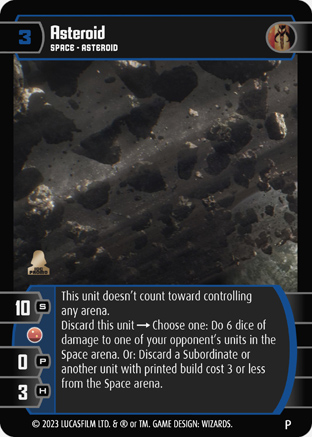 3
Asteroid
SPACE - ASTEROID
10 S
0 P
3 H
This unit doesn't count toward controlling
any arena.
Discard this unit → Choose one: Do 6 dice of
damage to one of your opponent's units in the
Space arena. Or: Discard a Subordinate or
another unit with printed build cost 3 or less
from the Space arena.
© 2023 LUCASFILM LTD. & ® or TM. GAME DESIGN: WIZARDS.
P